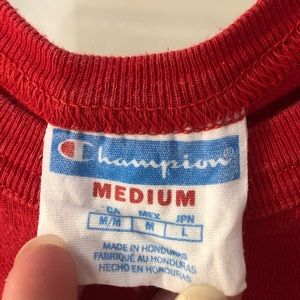 Champion®
MEDIUM
CA MEX JPN
M/M M L
MADE IN HONDURAS
FABRIQUÉ AU HONDURAS
HECHO EN HONDURAS